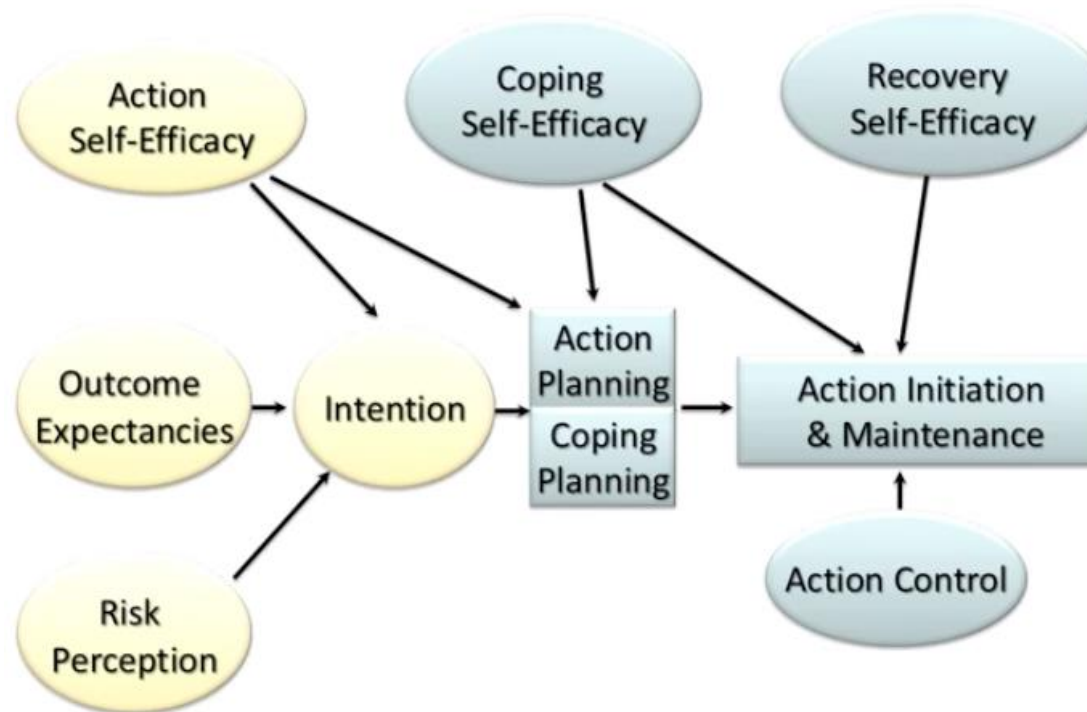 Action
Self-Efficacy
Coping
Self-Efficacy
Recovery
Self-Efficacy
Outcome
Expectancies
Intention
Action
Planning
Coping
Planning
Action Initiation
& Maintenance
Risk
Perception
Action Control